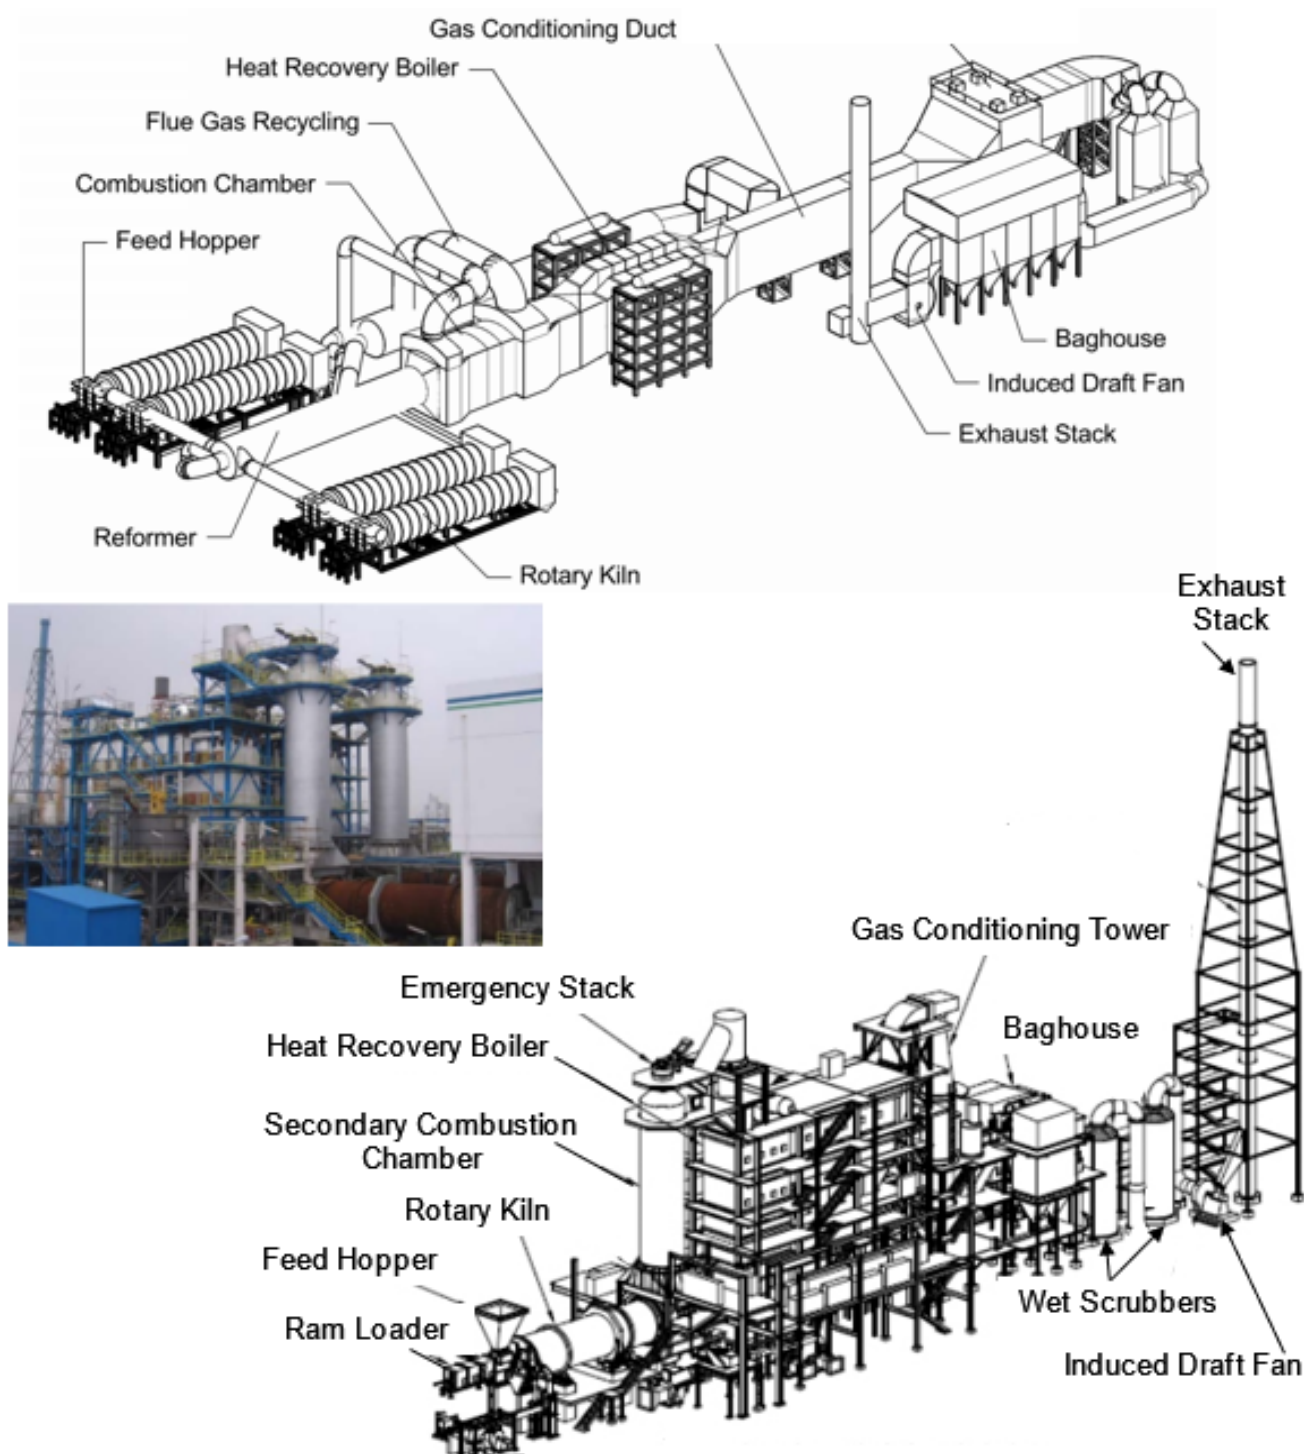 Gas Conditioning Duct
Heat Recovery Boiler
Flue Gas Recycling
Combustion Chamber
Feed Hopper
Baghouse
Induced Draft Fan
Exhaust Stack
Reformer
Rotary Kiln
Exhaust
Stack
Gas Conditioning Tower
Emergency Stack
Baghouse
Heat Recovery Boiler
Secondary Combustion
Chamber
Rotary Kiln
Feed Hopper
Wet Scrubbers
Ram Loader
Induced Draft Fan